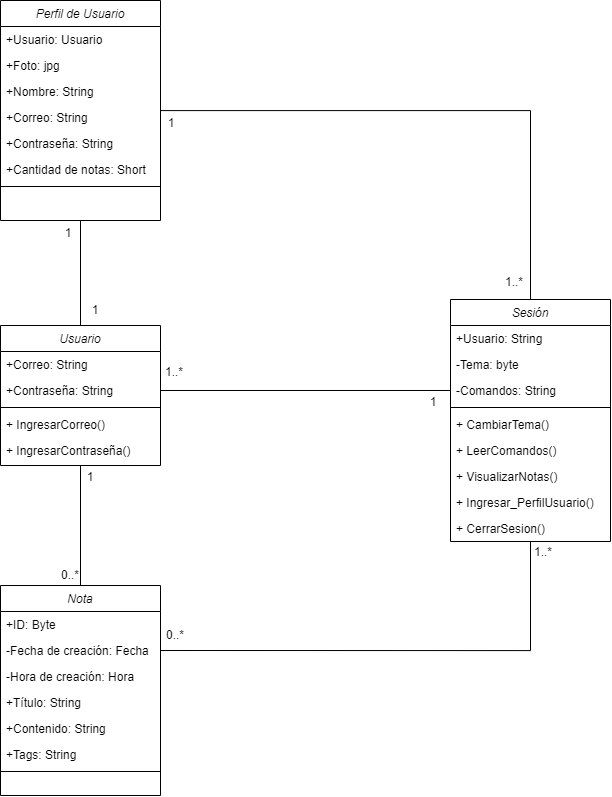 Perfil de Usuario
+Usuario: Usuario
+Foto: jpg
+Nombre: String
+Correo: String
+Contraseña: String
+Cantidad de notas: Short
1
1
1..*
1
Usuario
+Correo: String
+Contraseña: String
+ IngresarCorreo()
+ IngresarContraseña()
1..*
1
Sesión
+Usuario: String
-Tema: byte
-Comandos: String
+ CambiarTema()
+ LeerComandos()
+ VisualizarNotas()
+ Ingresar_PerfilUsuario()
+ CerrarSesion()
1
0..*
1..*
0..*
Nota
+ID: Byte
-Fecha de creación: Fecha
-Hora de creación: Hora
+Título: String
+Contenido: String
+Tags: String